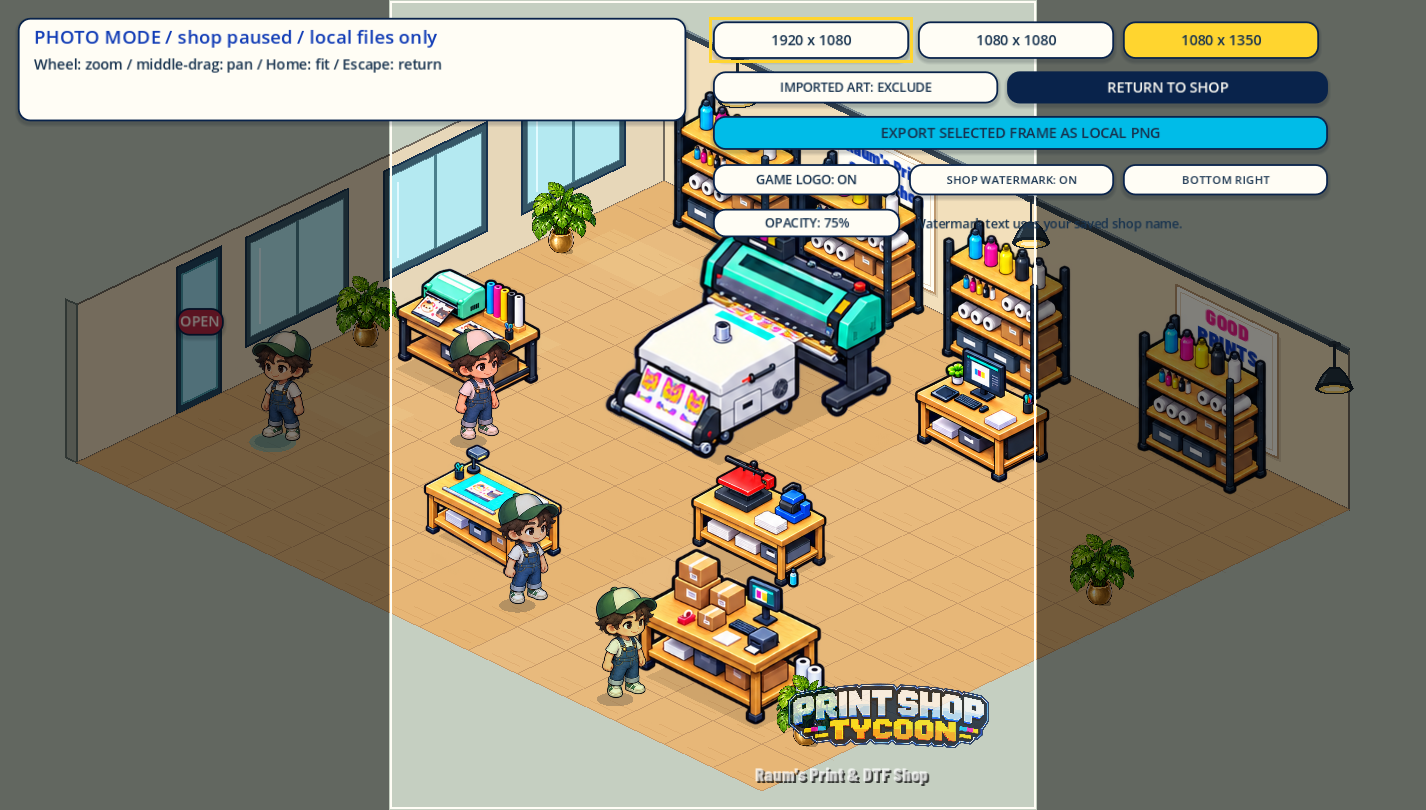 PHOTO MODE / shop paused / local files only
Wheel: zoom / middle-drag: pan / Home: fit / Escape: return
1920 x 1080
1080 x 1080
1080 x 1350
IMPORTED ART: EXCLUDE
RETURN TO SHOP
EXPORT SELECTED FRAME AS LOCAL PNG
GAME LOGO: ON
SHOP WATERMARK: ON
BOTTOM RIGHT
OPACITY: 75%
Watermark text uses your saved shop name.
OPEN
GOOD
PRINTS
PRINT SHOP
TYCOON
Raum's Print & DTF Shop